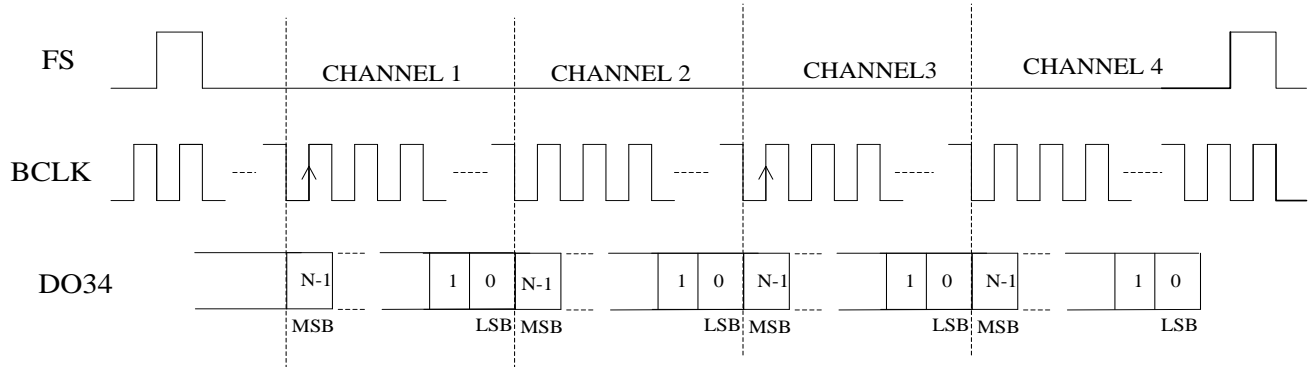 FS
CHANNEL 1 CHANNEL 2 CHANNEL3 CHANNEL 4
BCLK
DO34
N-1 1 0 N-1 1 0 N-1 1 0 N-1 1 0
MSB LSB MSB LSB MSB LSB MSB LSB